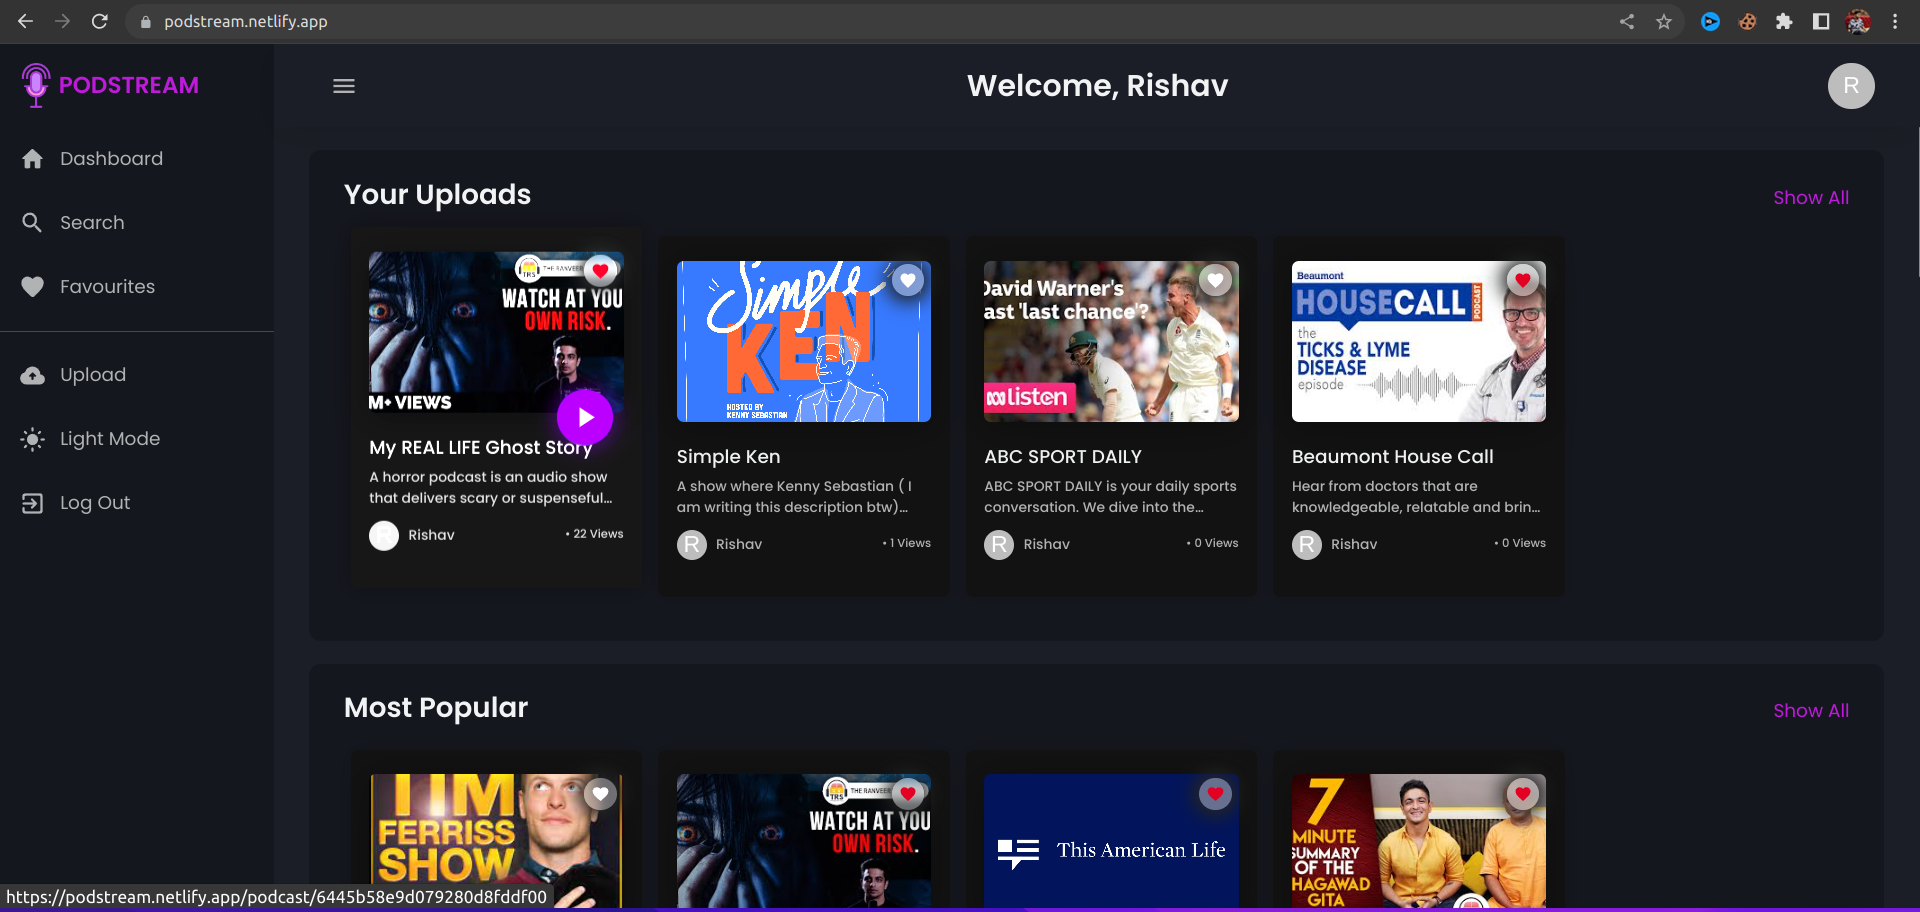 podstream.netlify.app
PODSTREAM
Welcome, Rishav
R
Dashboard
Search
Favourites
Upload
Light Mode
Log Out
Your Uploads
Show All
TRS
THE RANVEER
WATCH AT YOU
OWN RISK.
M+ VIEWS
My REAL LIFE Ghost Story
A horror podcast is an audio show
that delivers scary or suspenseful...
Rishav
• 22 Views
Simple
KEN
HOSTED BY
KENNY SEBASTIAN
Simple Ken
A show where Kenny Sebastian ( I
am writing this description btw)...
R
Rishav
• 1 Views
David Warner's
ast 'last chance'?
listen
ABC SPORT DAILY
ABC SPORT DAILY is your daily sports
conversation. We dive into the...
R
Rishav
• 0 Views
Beaumont
HOUSECALL
PODCAST
the
TICKS & LYME
DISEASE
episode
Beaumont House Call
Hear from doctors that are
knowledgeable, relatable and brin...
R
Rishav
• 0 Views
Most Popular
Show All
TIM
FERRISS
SHOW
TRS
THE RANVEER
WATCH AT YOU
OWN RISK.
This American Life
7
MINUTE
SUMMARY
OF THE
HAGAWAD
GITA
https://podstream.netlify.app/podcast/6445b58e9d079280d8fddf00